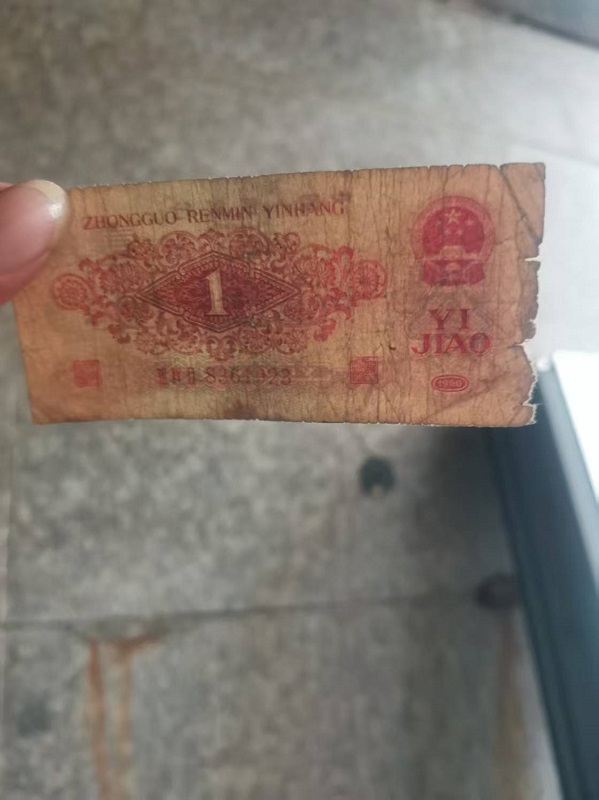 ZHONGGUO RENMIN YINHANG
1
YI
JIAO
1960